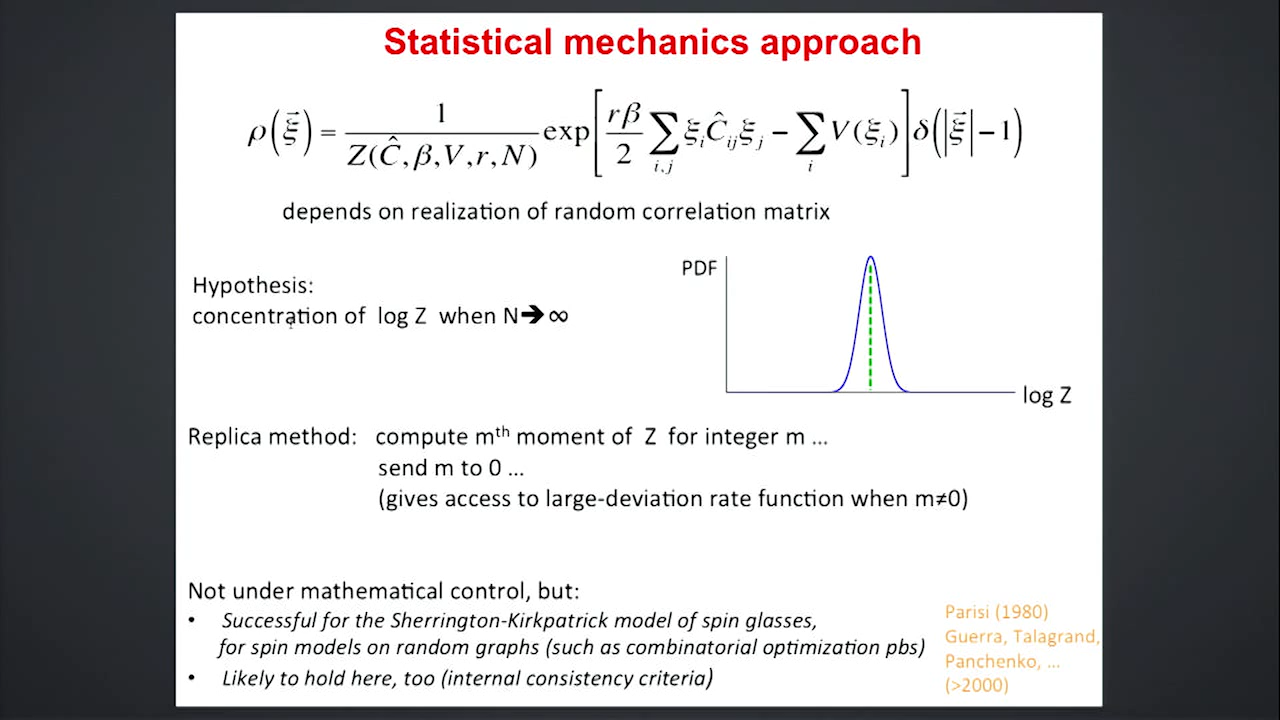 Statistical mechanics approach
ρ(ξ⃗) = 1 / Z(Ĉ,β,V,r,N) exp[ rβ/2 ∑_{i,j} ξ_i Ĉ_{ij} ξ_j − ∑_i V(ξ_i) ] δ(|ξ⃗| − 1)
depends on realization of random correlation matrix
Hypothesis:
concentration of log Z when N➔ ∞
PDF
log Z
Replica method: compute mᵗʰ moment of Z for integer m ...
send m to 0 ...
(gives access to large-deviation rate function when m≠0)
Not under mathematical control, but:
• Successful for the Sherrington-Kirkpatrick model of spin glasses,
for spin models on random graphs (such as combinatorial optimization pbs)
• Likely to hold here, too (internal consistency criteria)
Parisi (1980)
Guerra, Talagrand,
Panchenko, ...
(>2000)